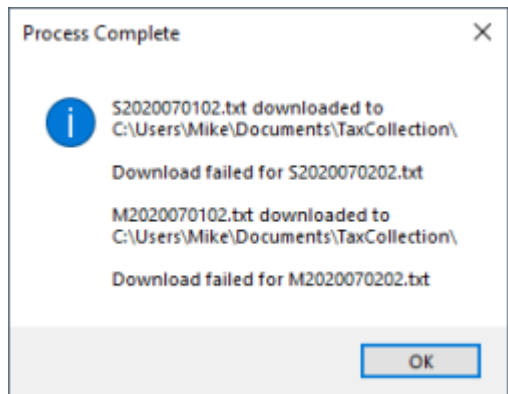 Process Complete
S2020070102.txt downloaded to
C:\Users\Mike\Documents\TaxCollection\
Download failed for S2020070202.txt
M2020070102.txt downloaded to
C:\Users\Mike\Documents\TaxCollection\
Download failed for M2020070202.txt
OK